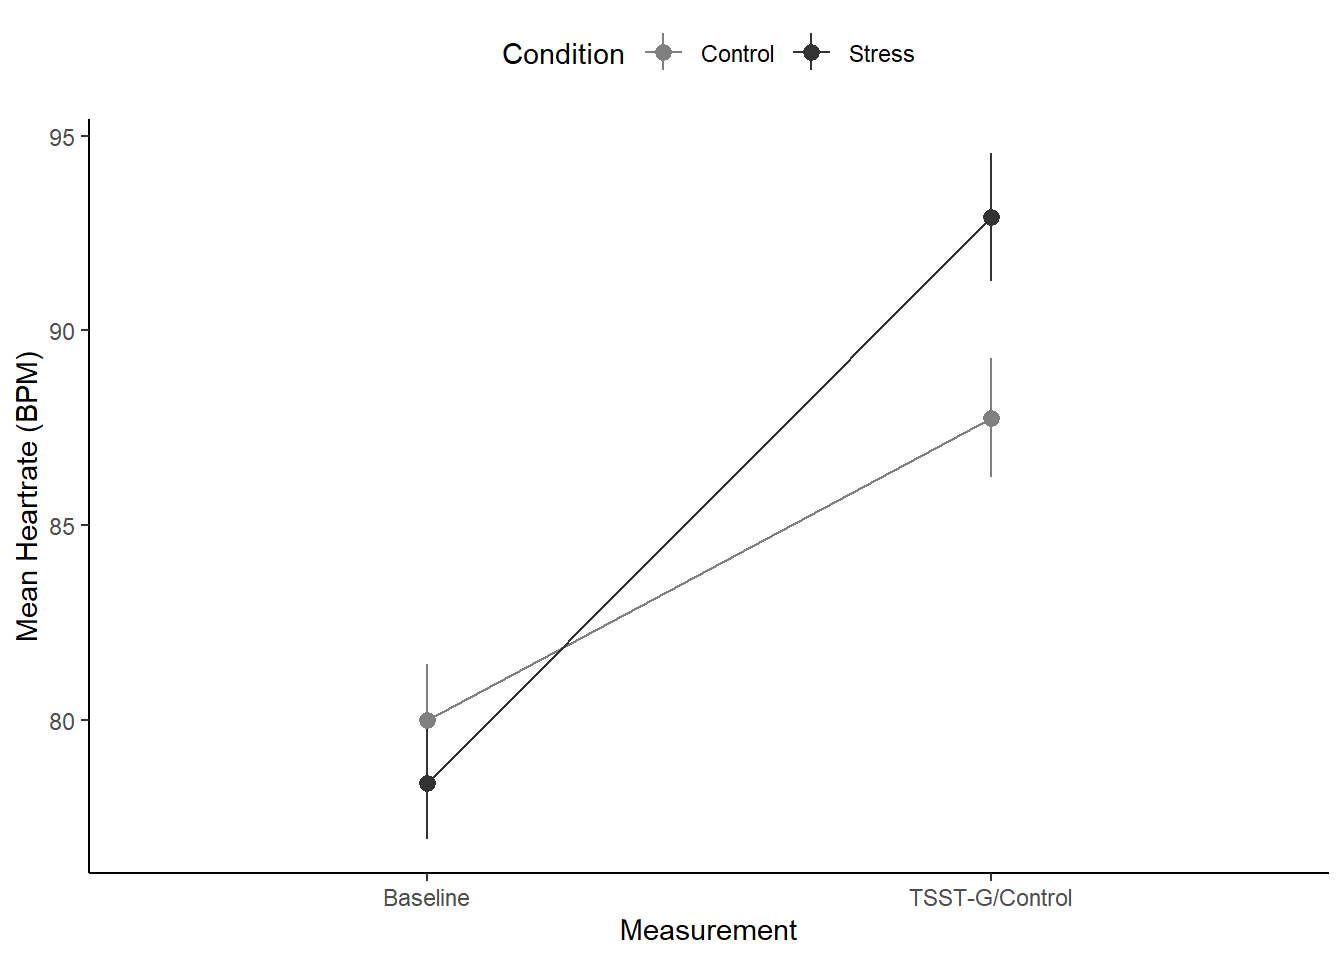 Condition Control Stress
95
90
85
80
Mean Heartrate (BPM)
Baseline TSST-G/Control
Measurement